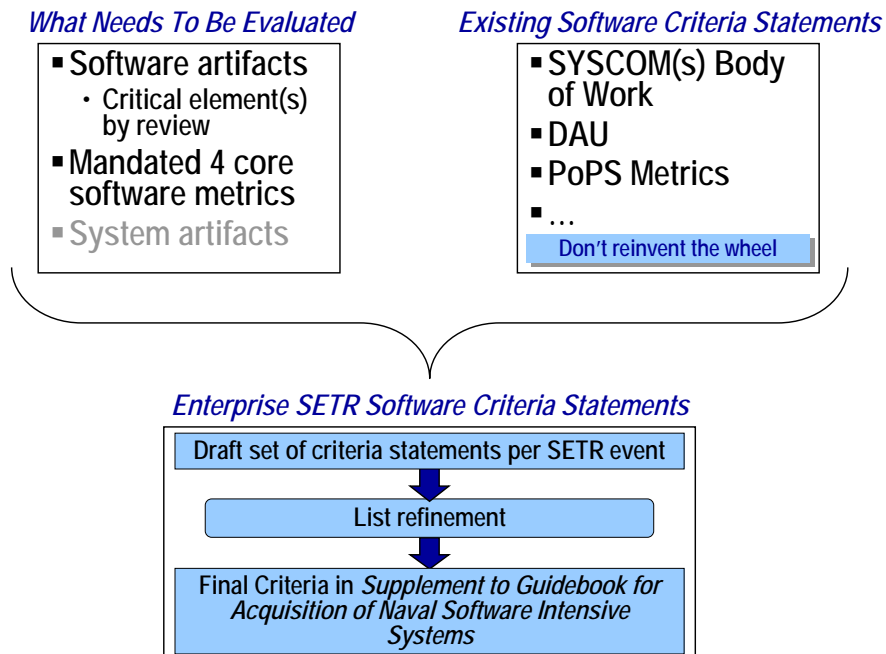 What Needs To Be Evaluated
▪ Software artifacts
• Critical element(s)
by review
▪ Mandated 4 core
software metrics
▪ System artifacts
Existing Software Criteria Statements
▪ SYSCOM(s) Body
of Work
▪ DAU
▪ PoPS Metrics
▪ …
Don't reinvent the wheel
Enterprise SETR Software Criteria Statements
Draft set of criteria statements per SETR event
List refinement
Final Criteria in Supplement to Guidebook for
Acquisition of Naval Software Intensive
Systems